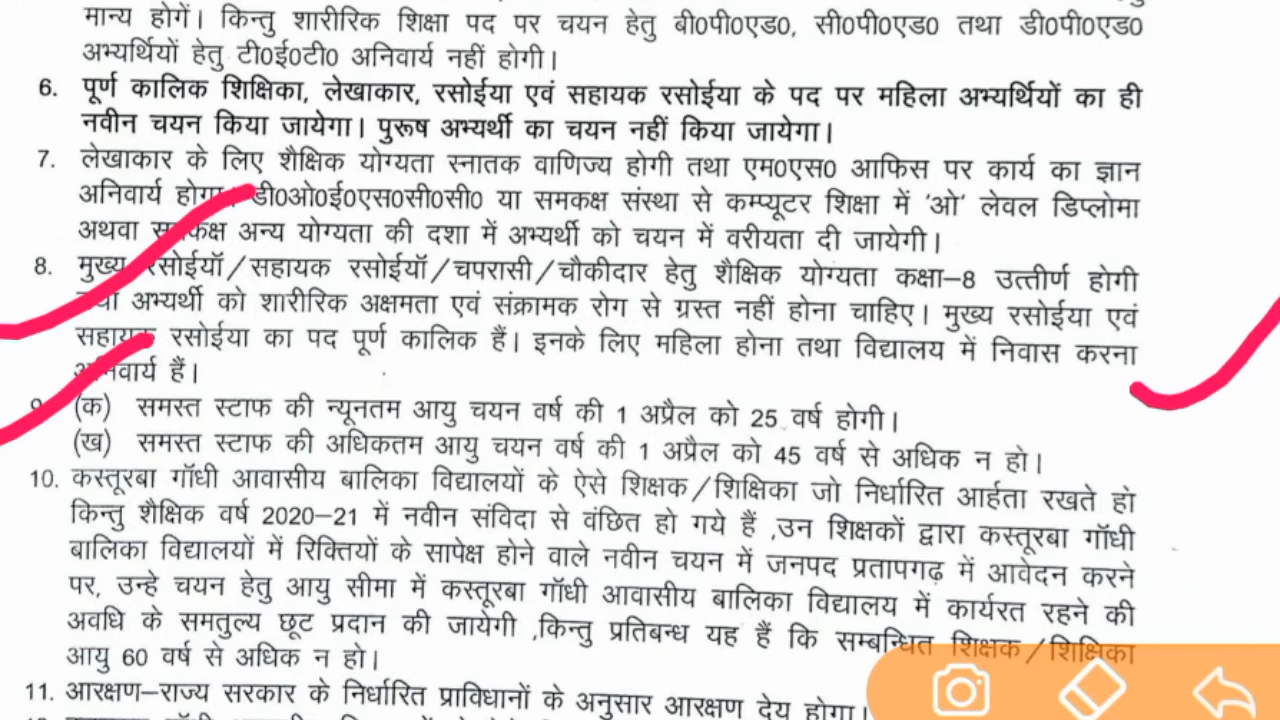 मान्य होगें। किन्तु शारीरिक शिक्षा पद पर चयन हेतु बी0पी0एड0, सी0पी0एड0 तथा डी0पी0एड0
अभ्यर्थियों हेतु टी0ई0टी0 अनिवार्य नहीं होगी।
6. पूर्ण कालिक शिक्षिका, लेखाकार, रसोईया एवं सहायक रसोईया के पद पर महिला अभ्यर्थियों का ही
नवीन चयन किया जायेगा। पुरूष अभ्यर्थी का चयन नहीं किया जायेगा।
7. लेखाकार के लिए शैक्षिक योग्यता स्नातक वाणिज्य होगी तथा एम0एस0 आफिस पर कार्य का ज्ञान
अनिवार्य होगा। डी0ओ0ई0एस0सी0सी0 या समकक्ष संस्था से कम्प्यूटर शिक्षा में 'ओ' लेवल डिप्लोमा
अथवा समकक्ष अन्य योग्यता की दशा में अभ्यर्थी को चयन में वरीयता दी जायेगी।
8. मुख्य रसोईयॉ/सहायक रसोईयॉ/चपरासी/चौकीदार हेतु शैक्षिक योग्यता कक्षा–8 उत्तीर्ण होगी
तथा अभ्यर्थी को शारीरिक अक्षमता एवं संक्रामक रोग से ग्रस्त नहीं होना चाहिए। मुख्य रसोईया एवं
सहायक रसोईया का पद पूर्ण कालिक हैं। इनके लिए महिला होना तथा विद्यालय में निवास करना
अनिवार्य हैं।
9. (क) समस्त स्टाफ की न्यूनतम आयु चयन वर्ष की 1 अप्रैल को 25 वर्ष होगी।
(ख) समस्त स्टाफ की अधिकतम आयु चयन वर्ष की 1 अप्रैल को 45 वर्ष से अधिक न हो।
10. कस्तूरबा गॉधी आवासीय बालिका विद्यालयों के ऐसे शिक्षक/शिक्षिका जो निर्धारित आर्हता रखते हो
किन्तु शैक्षिक वर्ष 2020–21 में नवीन संविदा से वंछित हो गये हैं ,उन शिक्षकों द्वारा कस्तूरबा गॉधी
बालिका विद्यालयों में रिक्तियों के सापेक्ष होने वाले नवीन चयन में जनपद प्रतापगढ़ में आवेदन करने
पर, उन्हे चयन हेतु आयु सीमा में कस्तूरबा गॉधी आवासीय बालिका विद्यालय में कार्यरत रहने की
अवधि के समतुल्य छूट प्रदान की जायेगी ,किन्तु प्रतिबन्ध यह हैं कि सम्बन्धित शिक्षक/शिक्षिका
आयु 60 वर्ष से अधिक न हो।
11. आरक्षण–राज्य सरकार के निर्धारित प्राविधानों के अनुसार आरक्षण देय होगा।